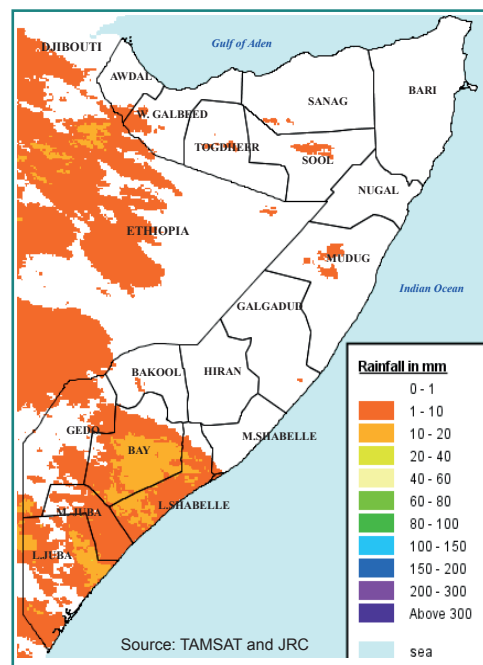 DJIBOUTI
Gulf of Aden
AWDAL
BARI
SANAG
W. GALBEED
TOGDHEER
SOOL
NUGAL
ETHIOPIA
MUDUG
Indian Ocean
GALGADUD
BAKOOL
HIRAN
GEDO
M.SHABELLE
BAY
L.SHABELLE
M.JUBA
L.JUBA
Source: TAMSAT and JRC
Rainfall in mm
0 - 1
1 - 10
10 - 20
20 - 40
40 - 60
60 - 80
80 - 100
100 - 150
150 - 200
200 - 300
Above 300
sea